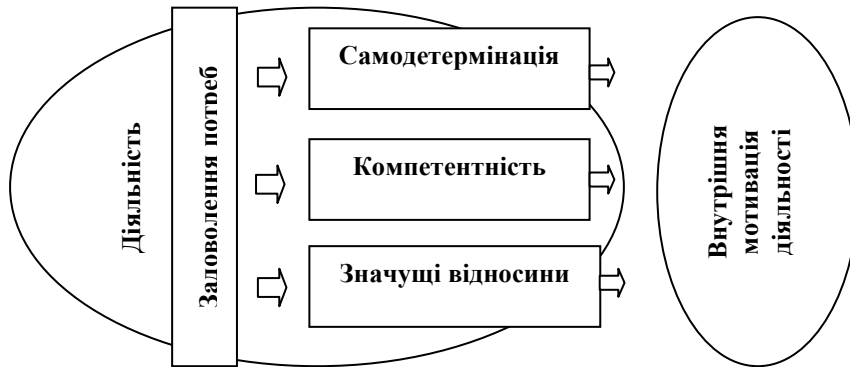 Діяльність
Задоволення потреб
Самодетермінація
Компетентність
Значущі відносини
Внутрішня
мотивація
діяльності